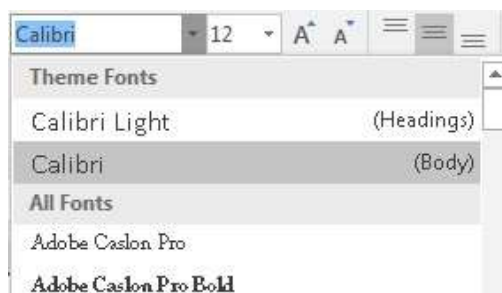 Calibri 12 A A
Theme Fonts
Calibri Light (Headings)
Calibri (Body)
All Fonts
Adobe Caslon Pro
Adobe Caslon Pro Bold